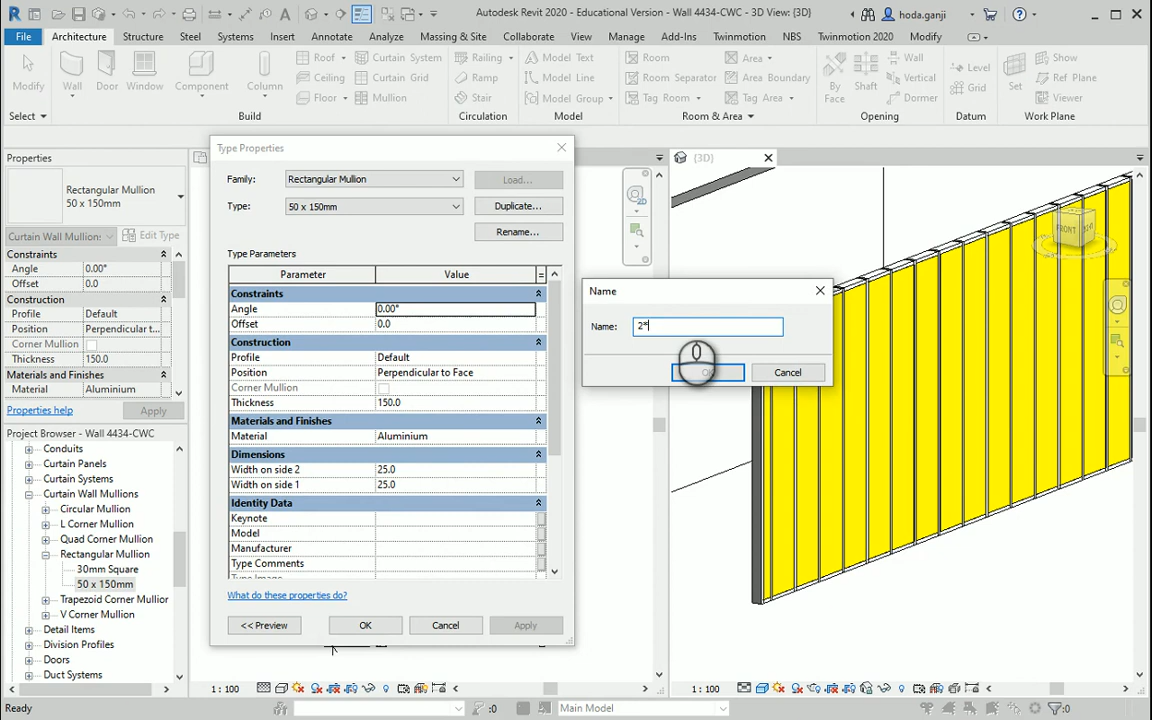 Autodesk Revit 2020 - Educational Version - Wall 4434-CWC - 3D View: {3D}
hoda.ganji
File Architecture Structure Steel Systems Insert Annotate Analyze Massing & Site Collaborate View Manage Add-Ins Twinmotion NBS Twinmotion 2020 Modify
Modify Wall Door Window Component Column
Roof Curtain System
Ceiling Curtain Grid
Floor Mullion
Railing
Ramp
Stair
Model Text
Model Line
Model Group
Room Area
Room Separator Area Boundary
Tag Room Tag Area
By Face
Shaft
Wall
Vertical
Dormer
Level
Grid
Set
Show
Ref Plane
Viewer
Select Build Circulation Model Room & Area Opening Datum Work Plane
Properties
Rectangular Mullion
50 x 150mm
Curtain Wall Mullion: Edit Type
Constraints
Angle 0.00°
Offset 0.0
Construction
Profile Default
Position Perpendicular t...
Corner Mullion
Thickness 150.0
Materials and Finishes
Material Aluminium
Properties help Apply
Project Browser - Wall 4434-CWC
Conduits
Curtain Panels
Curtain Systems
Curtain Wall Mullions
Circular Mullion
L Corner Mullion
Quad Corner Mullion
Rectangular Mullion
30mm Square
50 x 150mm
Trapezoid Corner Mullior
V Corner Mullion
Detail Items
Division Profiles
Doors
Duct Systems
Type Properties
Family: Rectangular Mullion Load...
Type: 50 x 150mm Duplicate...
Rename...
Type Parameters
Parameter Value =
Constraints
Angle 0.00°
Offset 0.0
Construction
Profile Default
Position Perpendicular to Face
Corner Mullion
Thickness 150.0
Materials and Finishes
Material Aluminium
Dimensions
Width on side 2 25.0
Width on side 1 25.0
Identity Data
Keynote
Model
Manufacturer
Type Comments
Type Image
What do these properties do?
<< Preview OK Cancel Apply
{3D}
FRONT
Name
Name: 2*
Cancel
1 : 100
1 : 100
Ready
:0
Main Model
:0